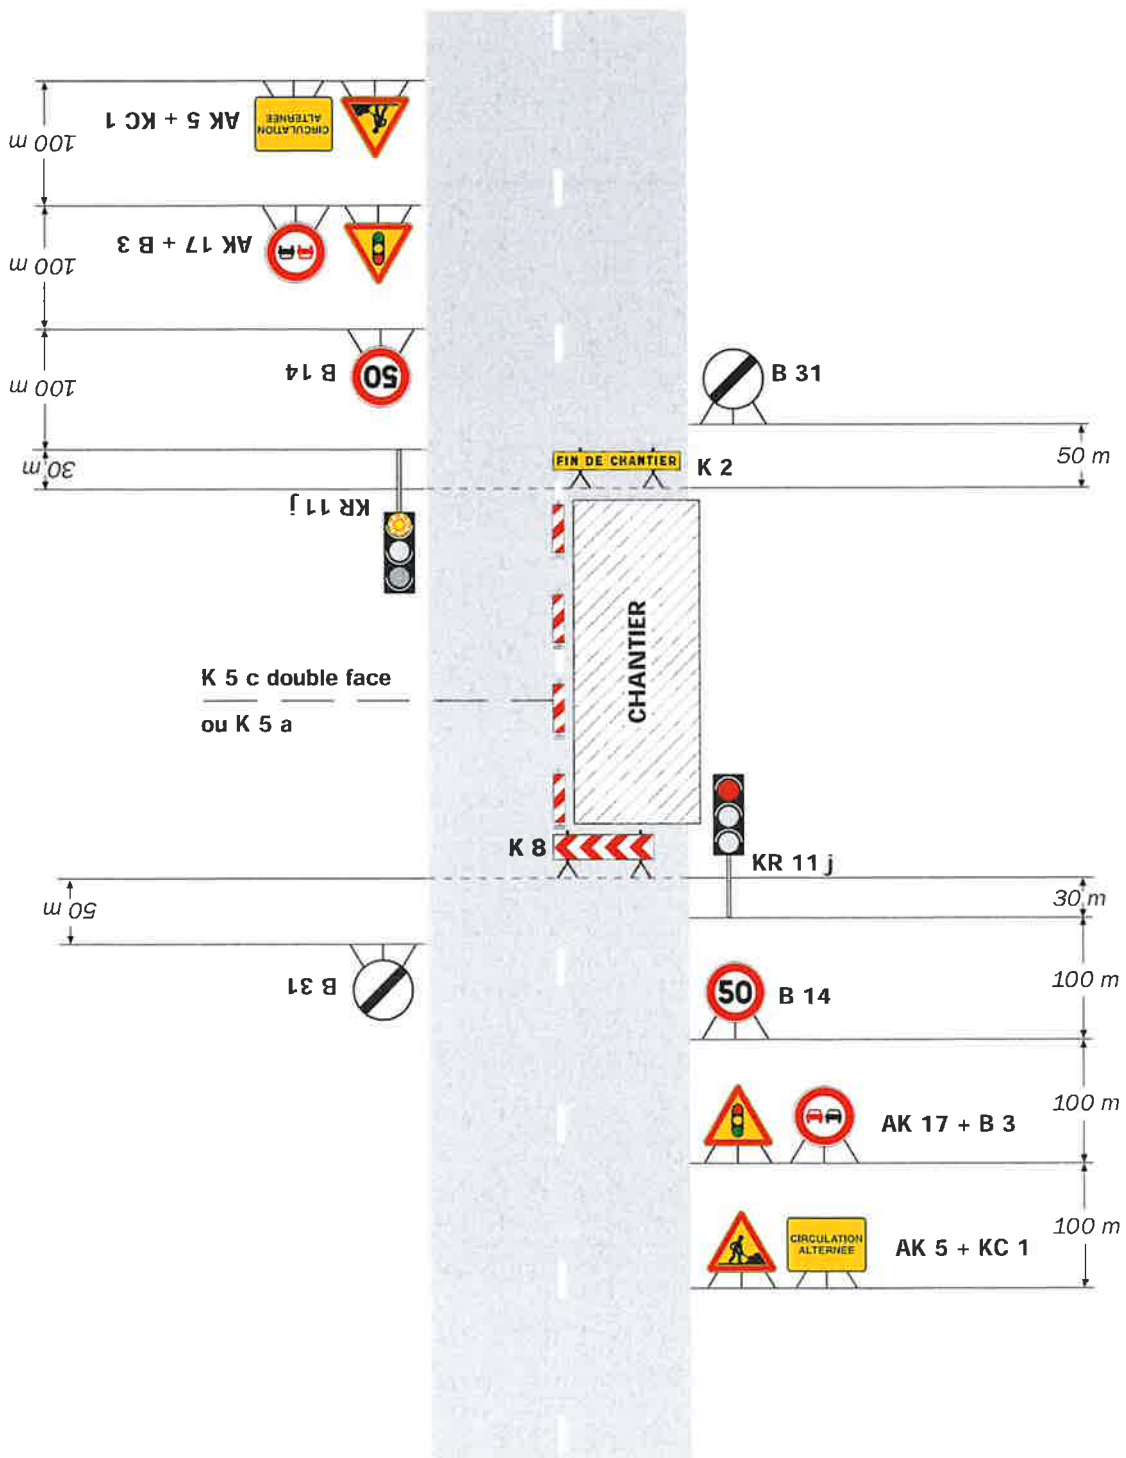 100 m
AK 5 + KC 1
CIRCULATION
ALTERNÉE
100 m
AK 17 + B 3
100 m
B 14
50
B 31
30 m
KR 11 j
FIN DE CHANTIER
K 2
50 m
CHANTIER
K 5 c double face
ou K 5 a
K 8
KR 11 j
30 m
50 m
B 31
50
B 14
100 m
AK 17 + B 3
100 m
CIRCULATION
ALTERNÉE
AK 5 + KC 1
100 m